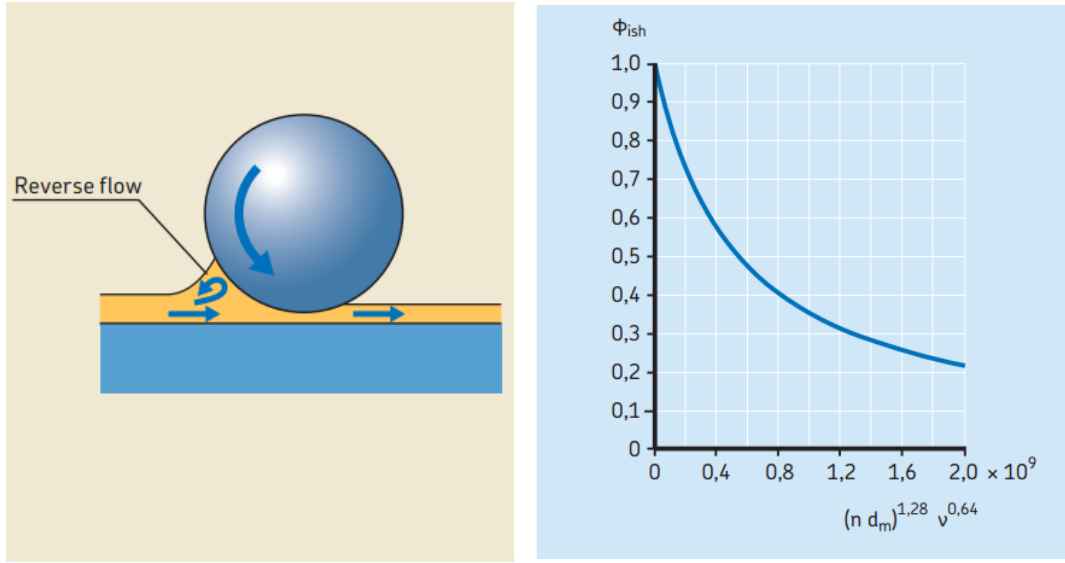 Reverse flow
ϕish
1,0
0,9
0,8
0,7
0,6
0,5
0,4
0,3
0,2
0,1
0
0 0,4 0,8 1,2 1,6 2,0 × 10⁹
(n dm)¹,²⁸ ν⁰,⁶⁴